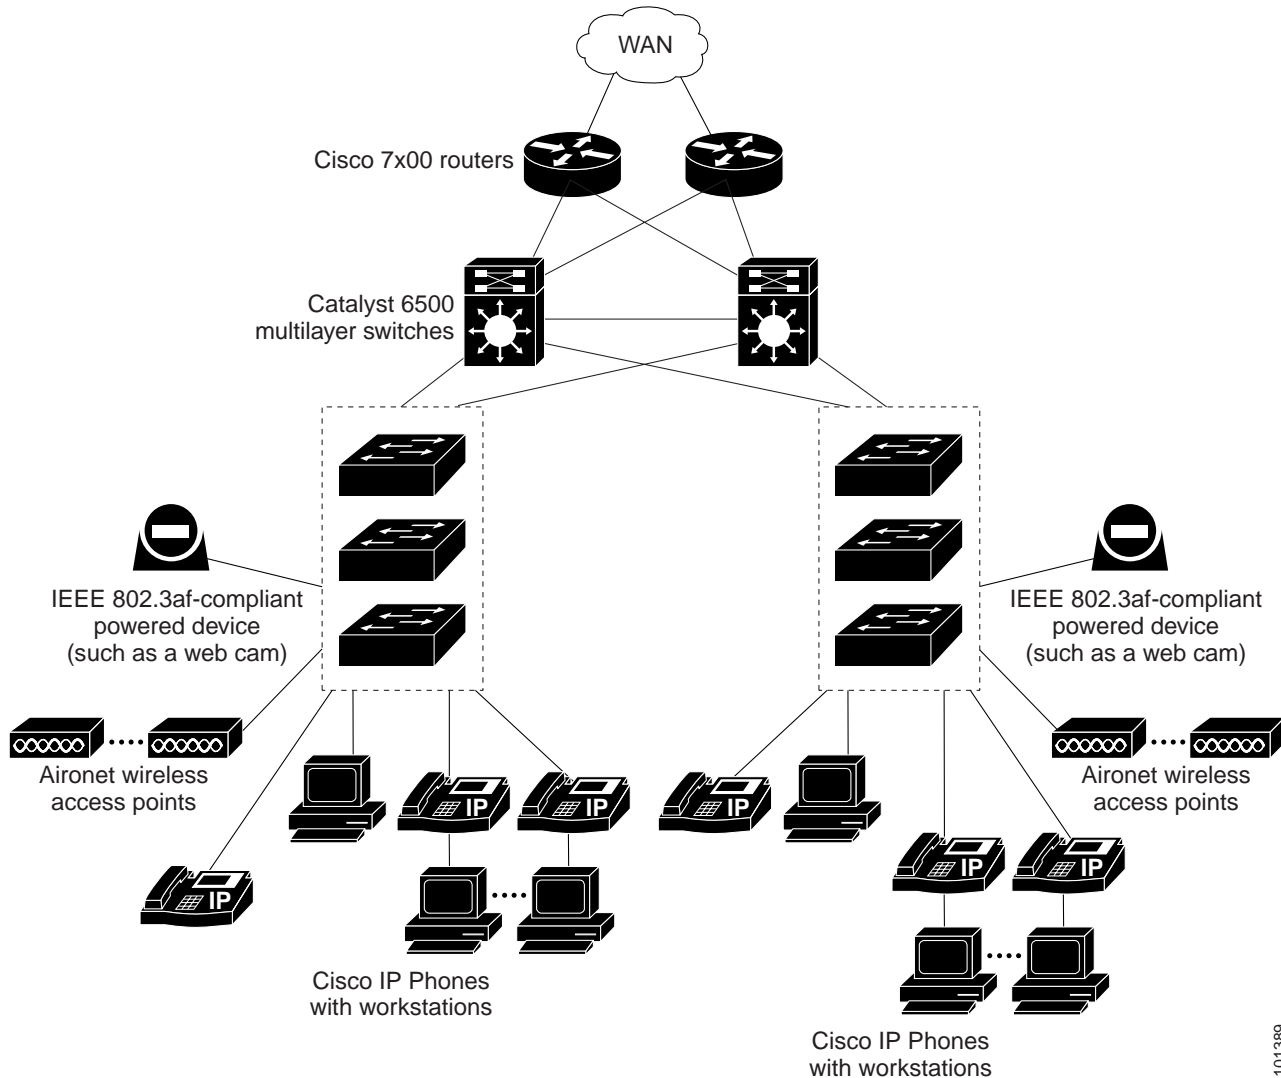 WAN
Cisco 7x00 routers
Catalyst 6500
multilayer switches
IEEE 802.3af-compliant
powered device
(such as a web cam)
IEEE 802.3af-compliant
powered device
(such as a web cam)
Aironet wireless
access points
Aironet wireless
access points
IP
IP
IP
IP
IP
IP
Cisco IP Phones
with workstations
Cisco IP Phones
with workstations
101389